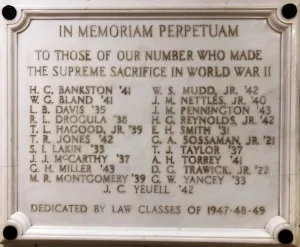 IN MEMORIAM PERPETUAM
TO THOSE OF OUR NUMBER WHO MADE
THE SUPREME SACRIFICE IN WORLD WAR II
H. C. BANKSTON '41 W. S. MUDD, JR. '42
W. G. BLAND '41 J. M. NETTLES, JR. '40
L. B. DAVIS '35 J. M. PENNINGTON '43
R. L. DROGULA '38 H. G. REYNOLDS, JR. '42
T. L. HAGOOD, JR. '39 E. H. SMITH '31
T. R. JONES '42 G. A. SOSSAMAN, JR. '21
S. I. LARKIN '33 T. J. TAYLOR '37
J. J. McCARTHY '37 A. H. TORREY '41
G. H. MILLER '43 D. G. TRAWICK, JR. '22
M. R. MONTGOMERY '39 G. W. YANCEY '33
J. C. YEUELL '42
DEDICATED BY LAW CLASSES OF 1947-48-49